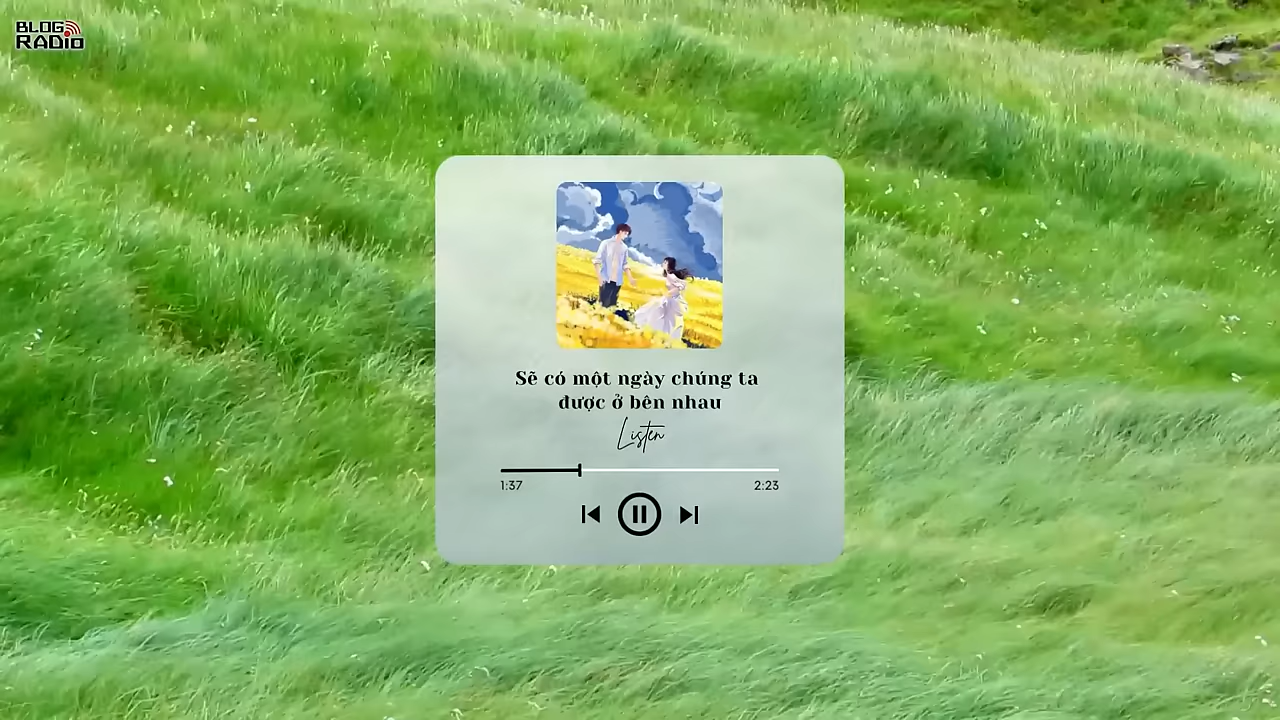 BLOG
RADIO
Sẽ có một ngày chúng ta
được ở bên nhau
Listen
1:37 2:23